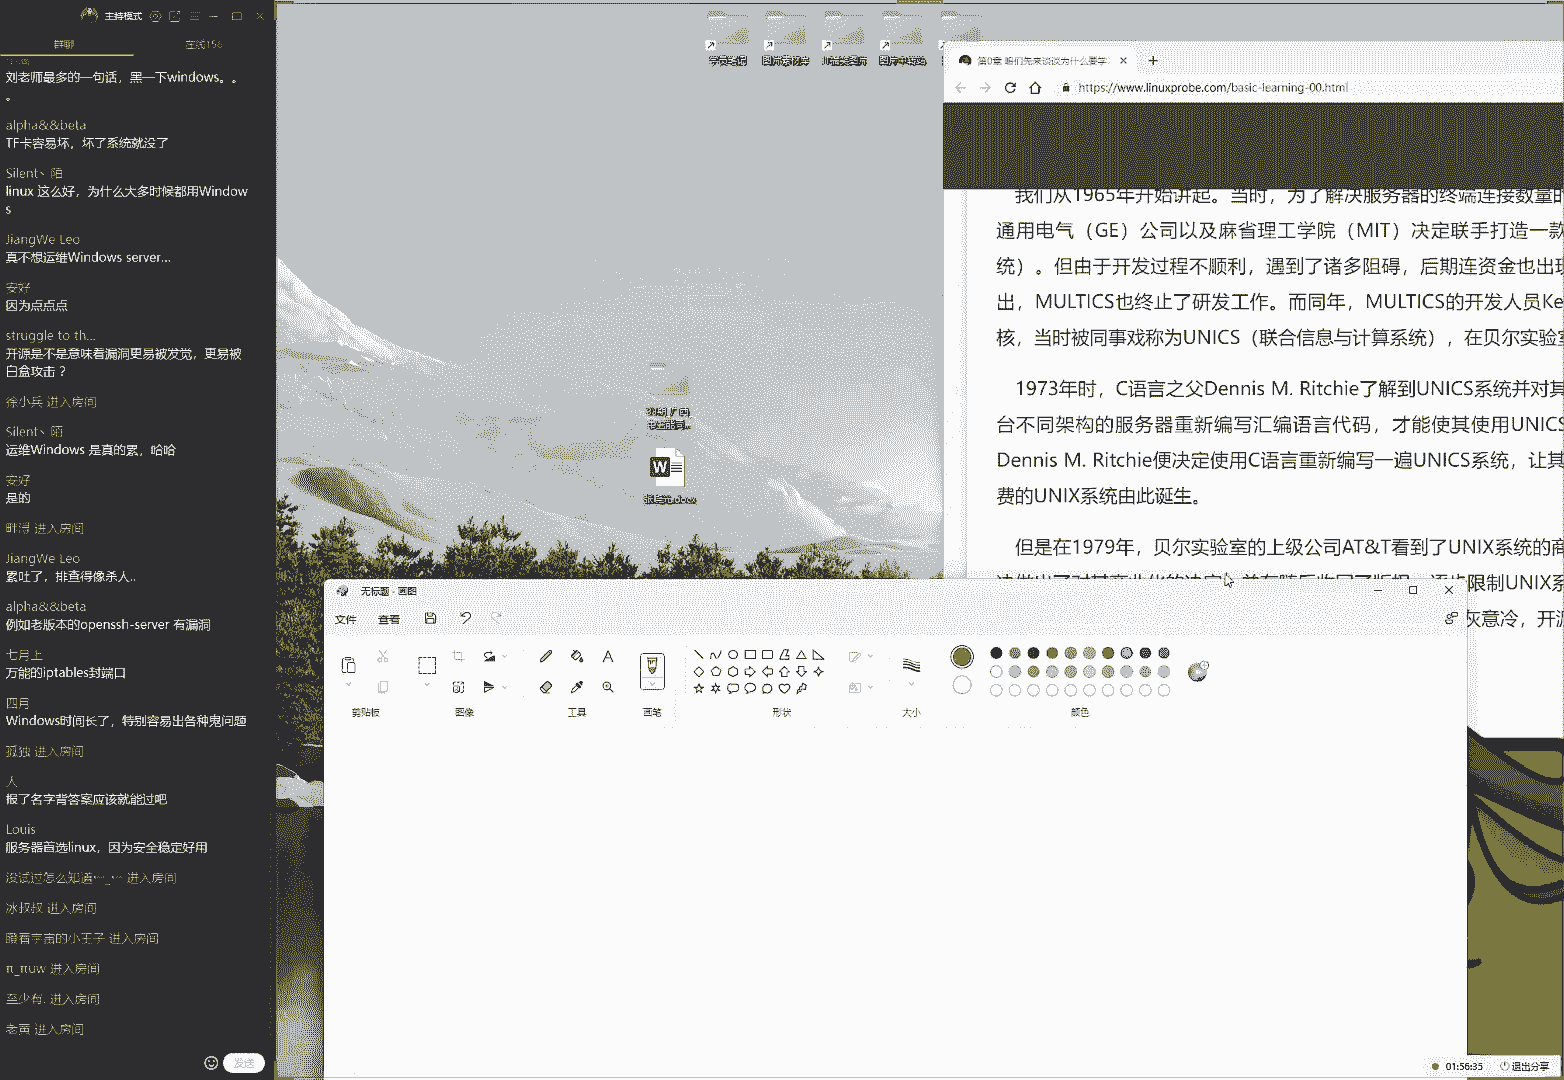 主持模式
群聊
在线156
刘老师最多的一句话，黑一下windows。。
。
alpha&&beta
TF卡容易坏，坏了系统就没了
Silent、陌
linux 这么好，为什么大多时候都用Window
s
JiangWe Leo
真不想运维Windows server...
安好
因为点点点
struggle to th...
开源是不是意味着漏洞更易被发觉，更易被
白盒攻击？
徐小兵 进入房间
Silent、陌
运维Windows 是真的累，哈哈
安好
是的
进入房间
JiangWe Leo
累吐了，排查得像杀人..
alpha&&beta
例如老版本的openssh-server 有漏洞
七月上
万能的iptables封端口
四月
Windows时间长了，特别容易出各种鬼问题
孤独 进入房间
人
报了名字背答案应该就能过吧
Louis
服务器首选linux，因为安全稳定好用
没试过怎么知道 进入房间
冰叔叔 进入房间
瞪着宇宙的小王子 进入房间
π_πuw 进入房间
至少有. 进入房间
老黄 进入房间
发送
学员笔记
图片素材库
图片中转站
W
第0章 咱们先来谈谈为什么要学
https://www.linuxprobe.com/basic-learning-00.html
我们从1965年开始讲起。当时，为了解决服务器的终端连接数量的
通用电气（GE）公司以及麻省理工学院（MIT）决定联手打造一款
统）。但由于开发过程不顺利，遇到了诸多阻碍，后期连资金也出现
出，MULTICS也终止了研发工作。而同年，MULTICS的开发人员Ke
核，当时被同事戏称为UNICS（联合信息与计算系统），在贝尔实验室
1973年时，C语言之父Dennis M. Ritchie了解到UNICS系统并对其
台不同架构的服务器重新编写汇编语言代码，才能使其使用UNICS
Dennis M. Ritchie便决定使用C语言重新编写一遍UNICS系统，让其
费的UNIX系统由此诞生。
但是在1979年，贝尔实验室的上级公司AT&T看到了UNIX系统的商
限制UNIX系
灰意冷，开源
无标题 - 画图
文件
查看
A
剪贴板
图像
工具
画笔
形状
大小
颜色
01:56:35
退出分享